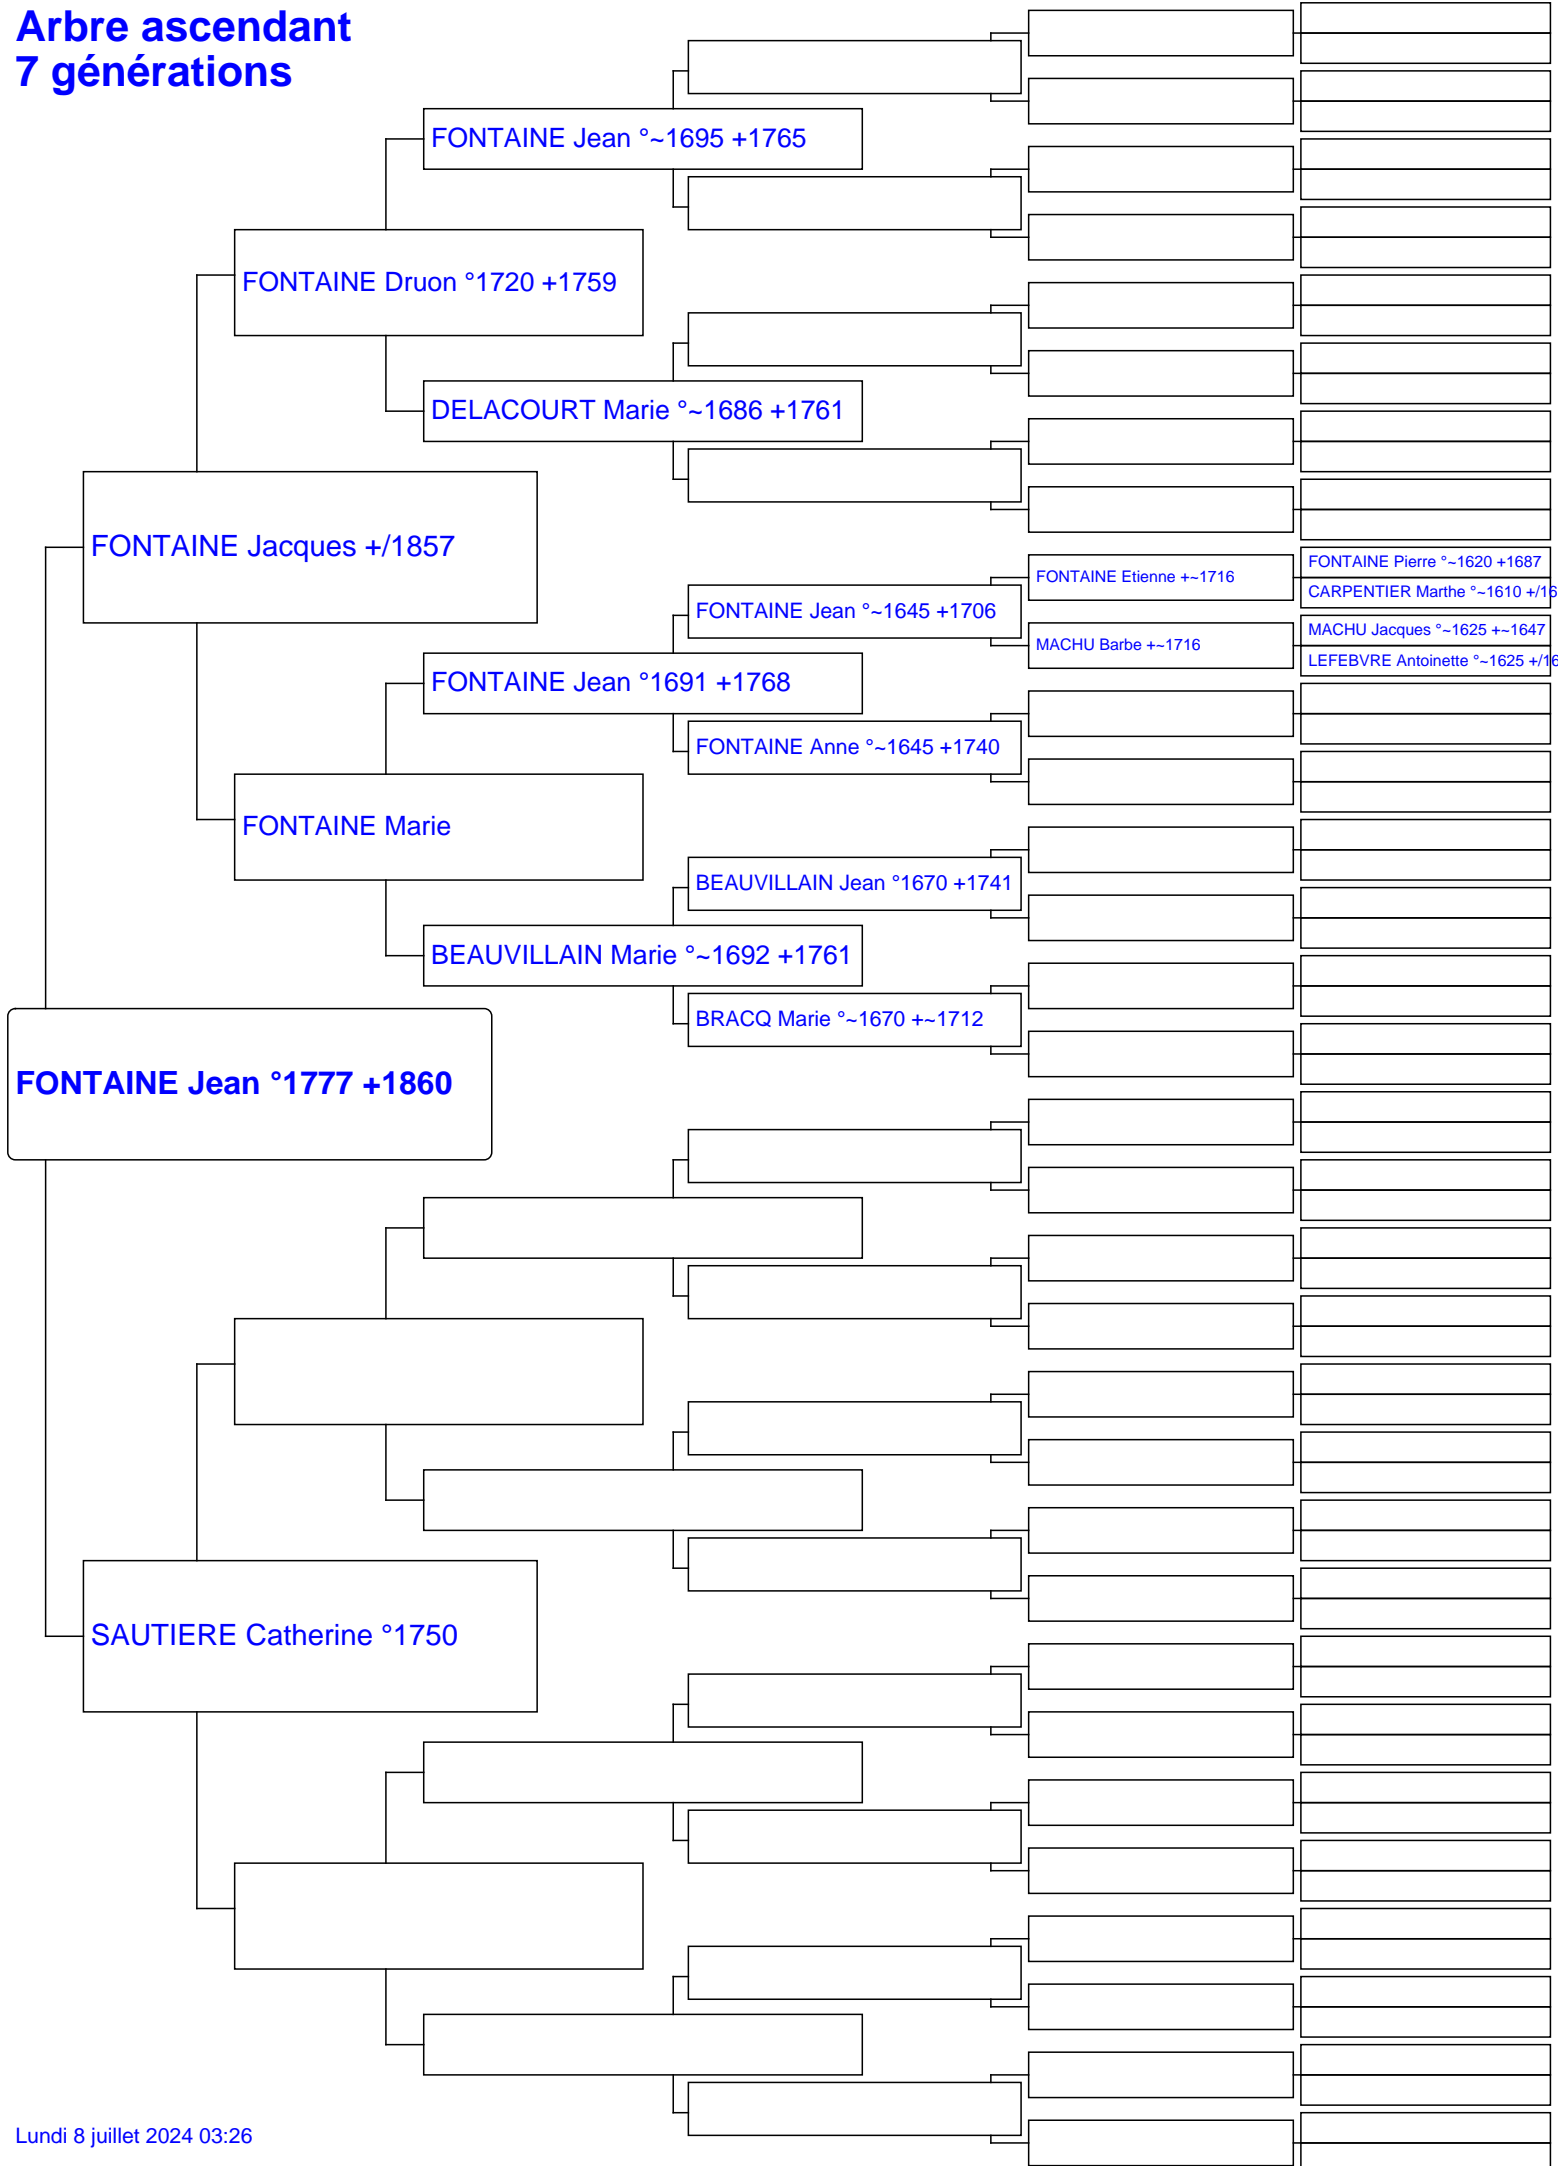 Arbre ascendant
7 générations
FONTAINE Jean °~1695 +1765
FONTAINE Druon °1720 +1759
DELACOURT Marie °~1686 +1761
FONTAINE Jacques +/1857
FONTAINE Pierre °~1620 +1687
FONTAINE Etienne +~1716
CARPENTIER Marthe °~1610 +/16
FONTAINE Jean °~1645 +1706
MACHU Jacques °~1625 +~1647
MACHU Barbe +~1716
LEFEBVRE Antoinette °~1625 +/16
FONTAINE Jean °1691 +1768
FONTAINE Anne °~1645 +1740
FONTAINE Marie
BEAUVILLAIN Jean °1670 +1741
BEAUVILLAIN Marie °~1692 +1761
BRACQ Marie °~1670 +~1712
FONTAINE Jean °1777 +1860
SAUTIERE Catherine °1750
Lundi 8 juillet 2024 03:26